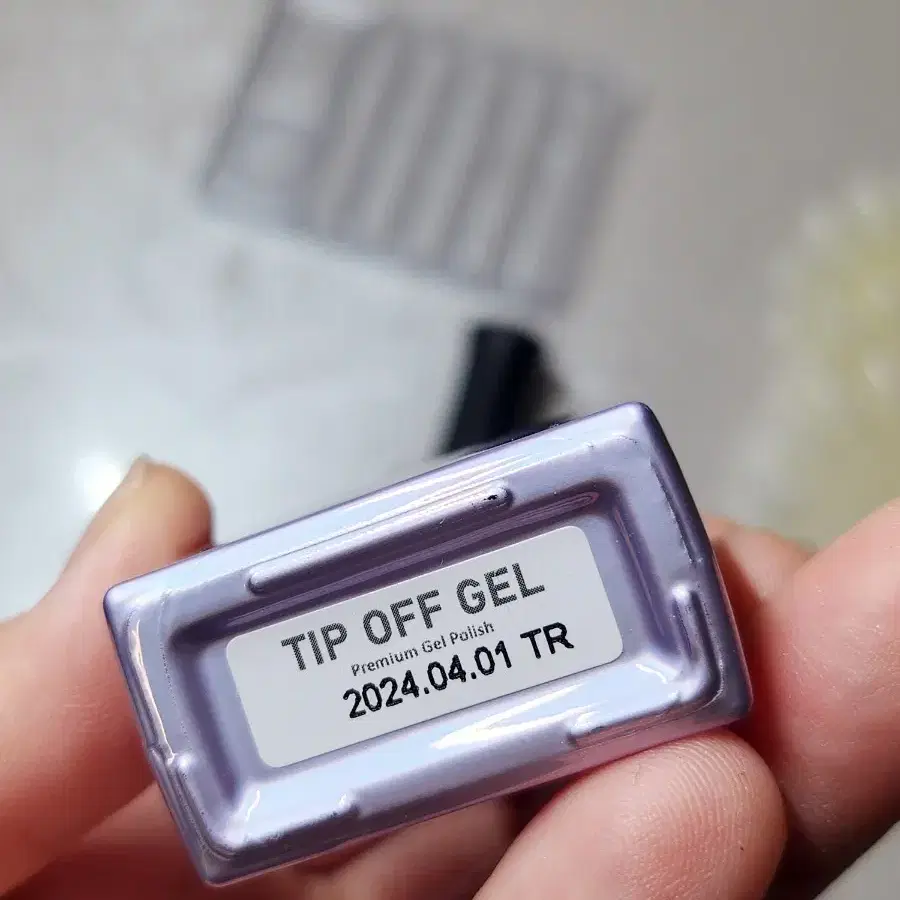 TIP OFF GEL
Premium Gel Polish
2024.04.01 TR